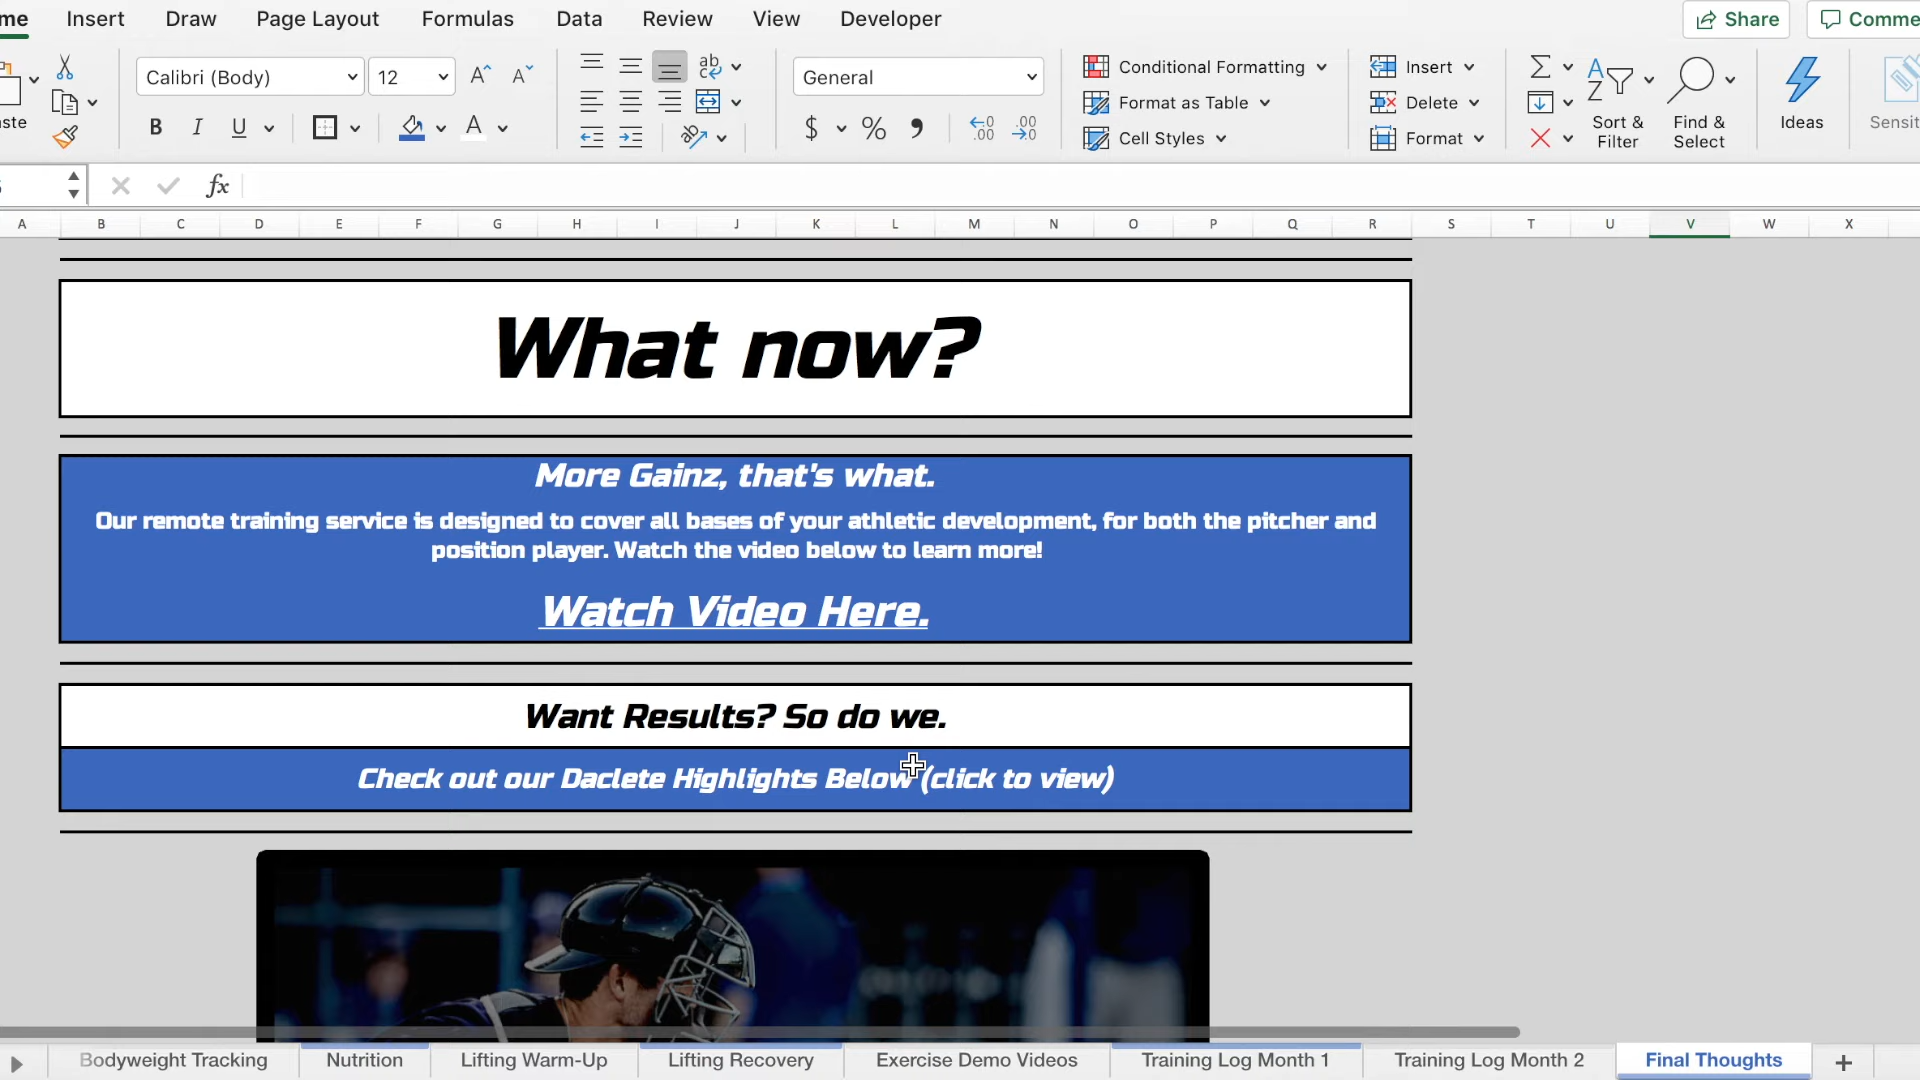 Insert Draw Page Layout Formulas Data Review View Developer Share
Calibri (Body) 12 General Conditional Formatting Insert
Format as Table Delete
B I U A $ % Cell Styles Format
Sort & Filter Find & Select Ideas
fx
A B C D E F G H I J K L M N O P Q R S T U V W X
What now?
More Gainz, that's what.
Our remote training service is designed to cover all bases of your athletic development, for both the pitcher and
position player. Watch the video below to learn more!
Watch Video Here.
Want Results? So do we.
Check out our Daclete Highlights Below (click to view)
Bodyweight Tracking Nutrition Lifting Warm-Up Lifting Recovery Exercise Demo Videos Training Log Month 1 Training Log Month 2 Final Thoughts